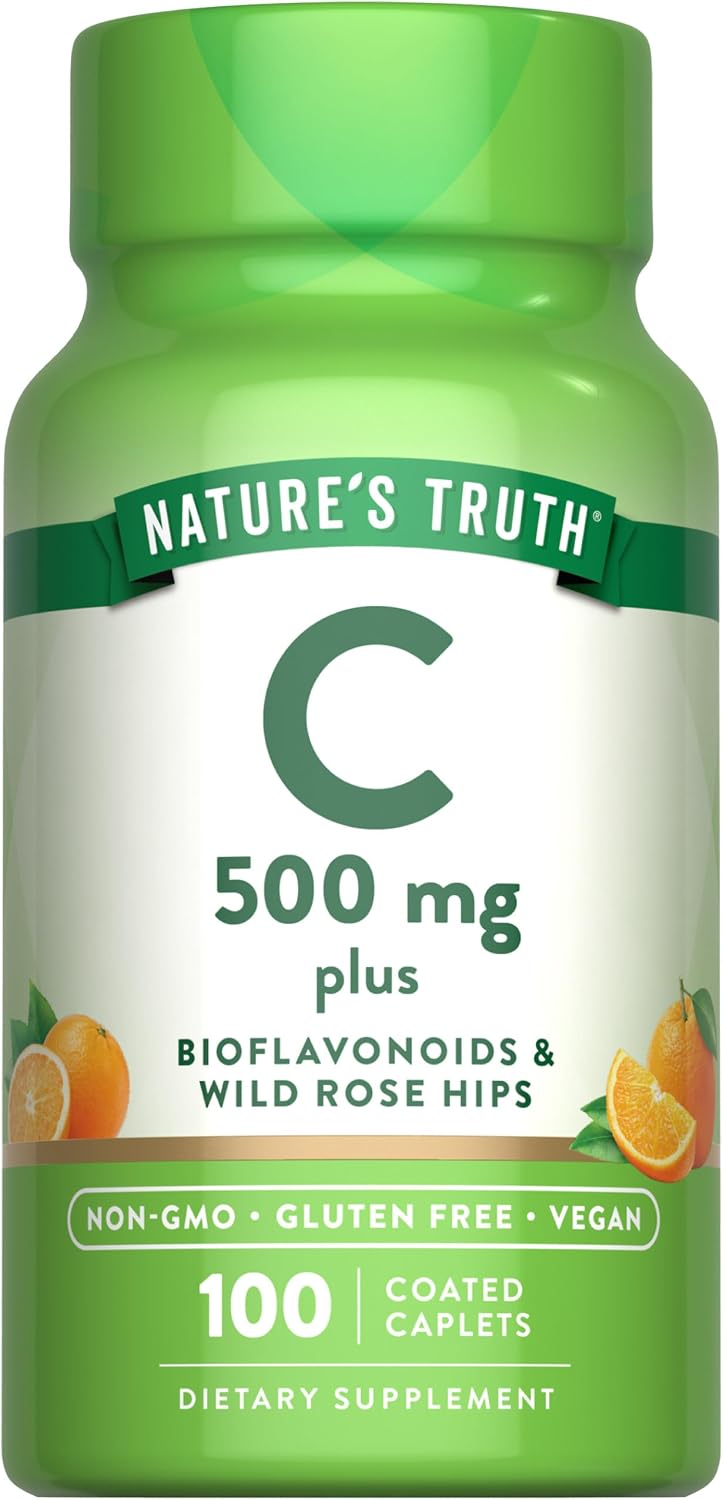 NATURE'S TRUTH®
C
500 mg
plus
BIOFLAVONOIDS &
WILD ROSE HIPS
NON-GMO • GLUTEN FREE • VEGAN
100
COATED
CAPLETS
DIETARY SUPPLEMENT